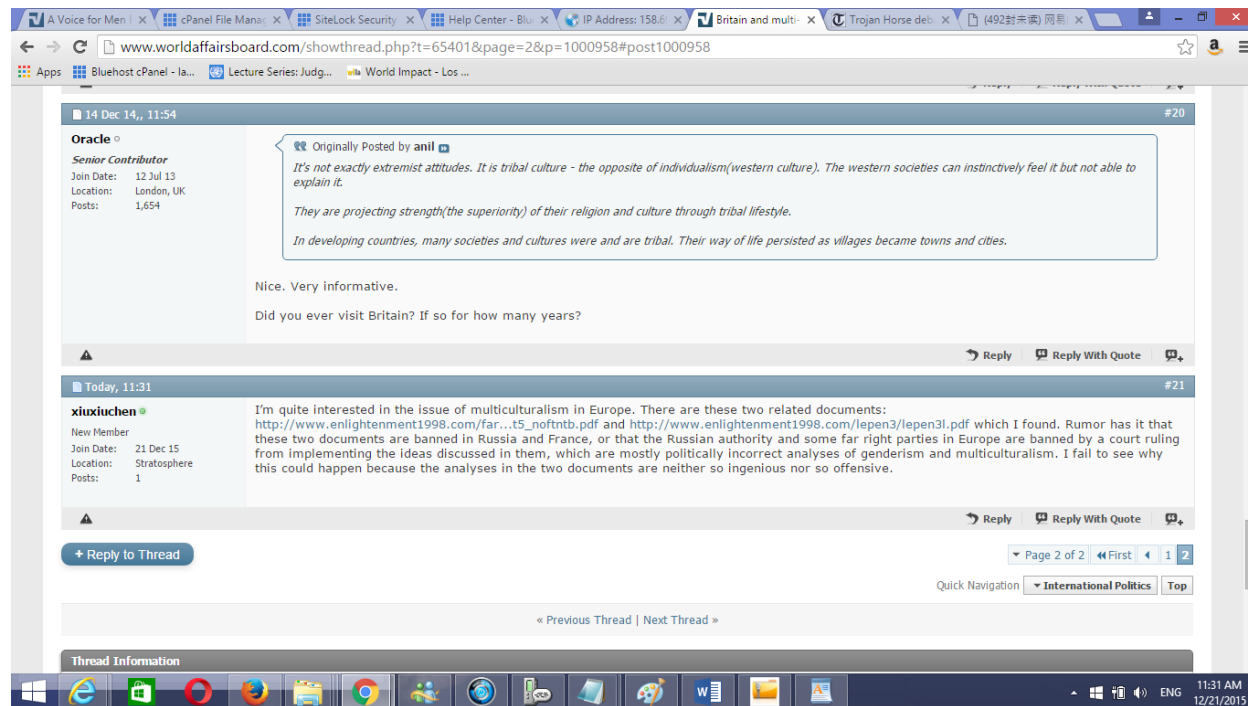 A Voice for Men
cPanel File Manag
SiteLock Security
Help Center - Blu
IP Address: 158.6
Britain and multi-
Trojan Horse deb
(492封未读) 网易
www.worldaffairsboard.com/showthread.php?t=65401&page=2&p=1000958#post1000958
Apps
Bluehost cPanel - la...
Lecture Series: Judg...
wiia World Impact - Los ...
14 Dec 14,, 11:54
#20
Oracle
Senior Contributor
Join Date: 12 Jul 13
Location: London, UK
Posts: 1,654
Originally Posted by anil
It's not exactly extremist attitudes. It is tribal culture - the opposite of individualism(western culture). The western societies can instinctively feel it but not able to
explain it.
They are projecting strength(the superiority) of their religion and culture through tribal lifestyle.
In developing countries, many societies and cultures were and are tribal. Their way of life persisted as villages became towns and cities.
Nice. Very informative.
Did you ever visit Britain? If so for how many years?
Reply
Reply With Quote
Today, 11:31
#21
xiuxiuchen
New Member
Join Date: 21 Dec 15
Location: Stratosphere
Posts: 1
I'm quite interested in the issue of multiculturalism in Europe. There are these two related documents:
http://www.enlightenment1998.com/far...t5_noftntb.pdf and http://www.enlightenment1998.com/lepen3/lepen3l.pdf which I found. Rumor has it that
these two documents are banned in Russia and France, or that the Russian authority and some far right parties in Europe are banned by a court ruling
from implementing the ideas discussed in them, which are mostly politically incorrect analyses of genderism and multiculturalism. I fail to see why
this could happen because the analyses in the two documents are neither so ingenious nor so offensive.
Reply
Reply With Quote
+ Reply to Thread
Page 2 of 2
First
1
2
Quick Navigation
International Politics
Top
« Previous Thread | Next Thread »
Thread Information
ENG
11:31 AM
12/21/2015